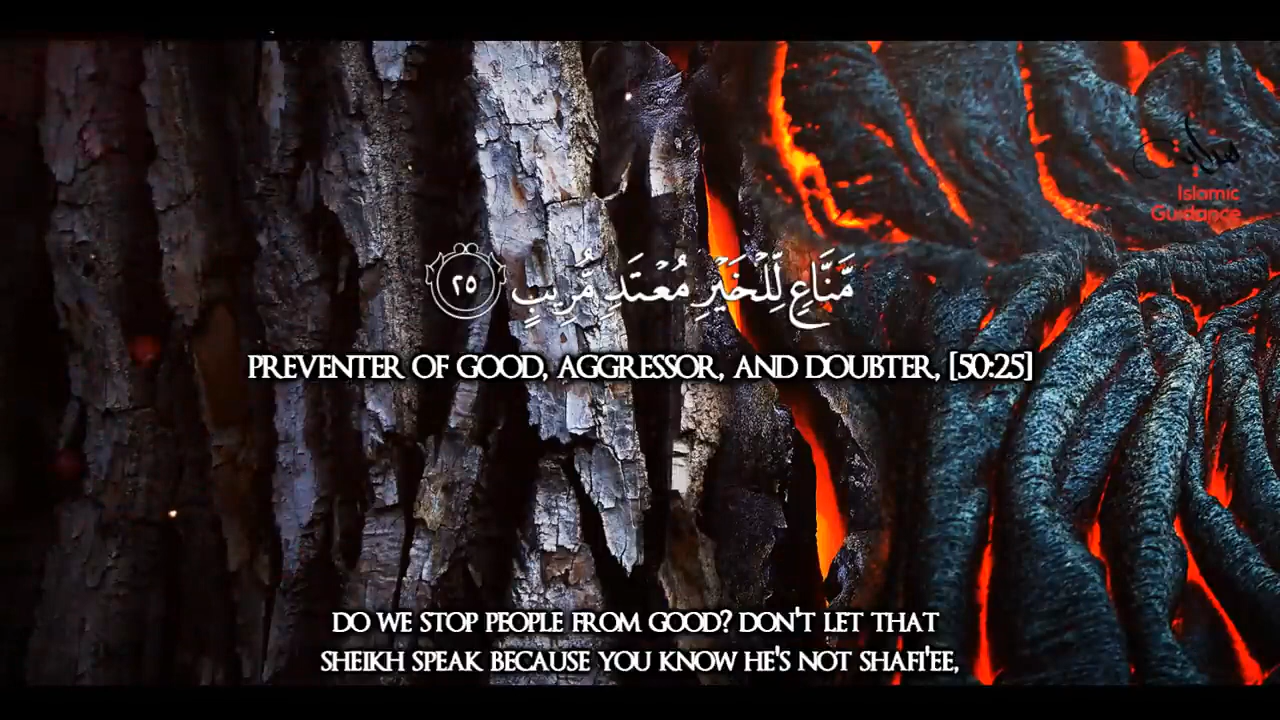 سراج
Islamic
Guidance
مَّنَّاعٍ لِّلْخَيْرِ مُعْتَدٍ مُّرِيبٍ ٢٥
PREVENTER OF GOOD, AGGRESSOR, AND DOUBTER, [50:25]
DO WE STOP PEOPLE FROM GOOD? DON'T LET THAT
SHEIKH SPEAK BECAUSE YOU KNOW HE'S NOT SHAFI'EE,